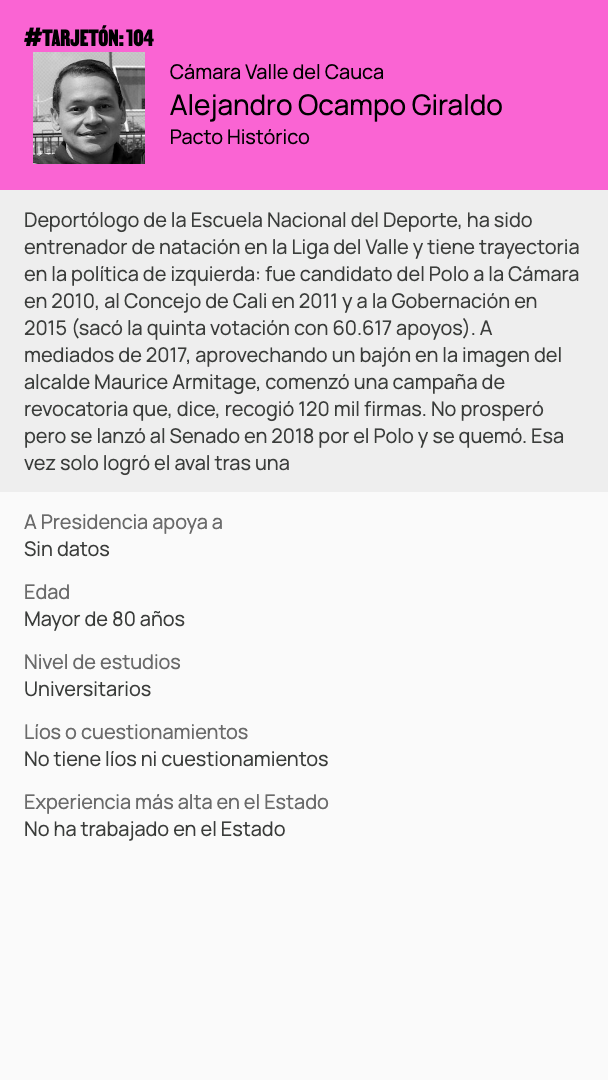 #TARJETÓN: 104
Cámara Valle del Cauca
Alejandro Ocampo Giraldo
Pacto Histórico
Deportólogo de la Escuela Nacional del Deporte, ha sido
entrenador de natación en la Liga del Valle y tiene trayectoria
en la política de izquierda: fue candidato del Polo a la Cámara
en 2010, al Concejo de Cali en 2011 y a la Gobernación en
2015 (sacó la quinta votación con 60.617 apoyos). A
mediados de 2017, aprovechando un bajón en la imagen del
alcalde Maurice Armitage, comenzó una campaña de
revocatoria que, dice, recogió 120 mil firmas. No prosperó
pero se lanzó al Senado en 2018 por el Polo y se quemó. Esa
vez solo logró el aval tras una
A Presidencia apoya a
Sin datos
Edad
Mayor de 80 años
Nivel de estudios
Universitarios
Líos o cuestionamientos
No tiene líos ni cuestionamientos
Experiencia más alta en el Estado
No ha trabajado en el Estado